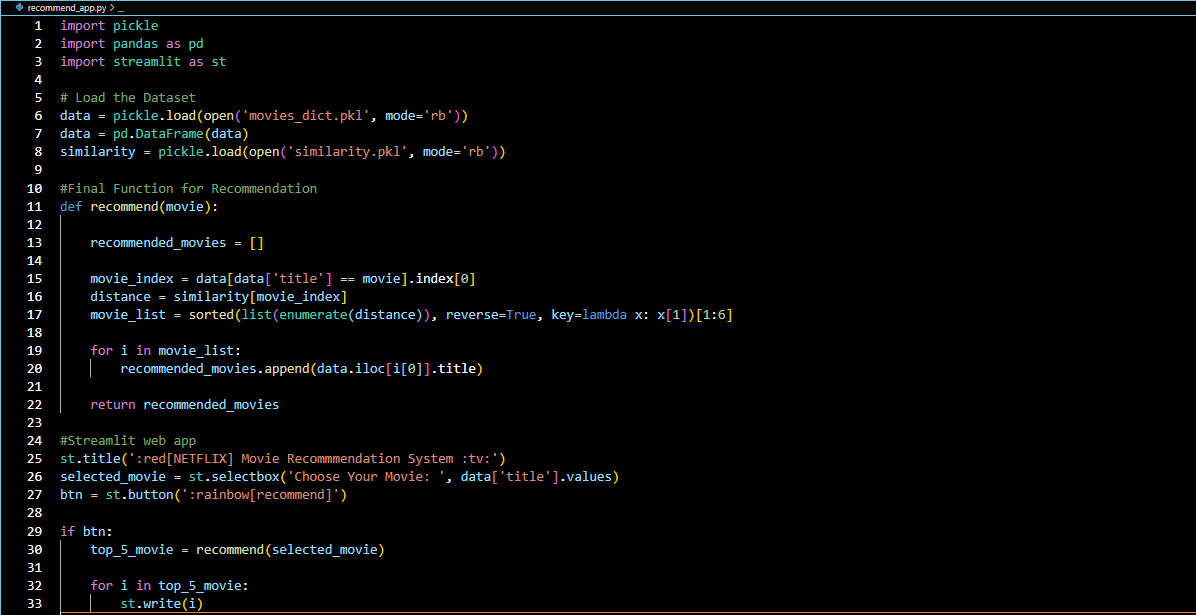 recommend_app.py > ...
1 import pickle
2 import pandas as pd
3 import streamlit as st
4
5 # Load the Dataset
6 data = pickle.load(open('movies_dict.pkl', mode='rb'))
7 data = pd.DataFrame(data)
8 similarity = pickle.load(open('similarity.pkl', mode='rb'))
9
10 #Final Function for Recommendation
11 def recommend(movie):
12
13     recommended_movies = []
14
15     movie_index = data[data['title'] == movie].index[0]
16     distance = similarity[movie_index]
17     movie_list = sorted(list(enumerate(distance)), reverse=True, key=lambda x: x[1])[1:6]
18
19     for i in movie_list:
20         recommended_movies.append(data.iloc[i[0]].title)
21
22     return recommended_movies
23
24 #Streamlit web app
25 st.title(':red[NETFLIX] Movie Recommmendation System :tv:')
26 selected_movie = st.selectbox('Choose Your Movie: ', data['title'].values)
27 btn = st.button(':rainbow[recommend]')
28
29 if btn:
30     top_5_movie = recommend(selected_movie)
31
32     for i in top_5_movie:
33         st.write(i)